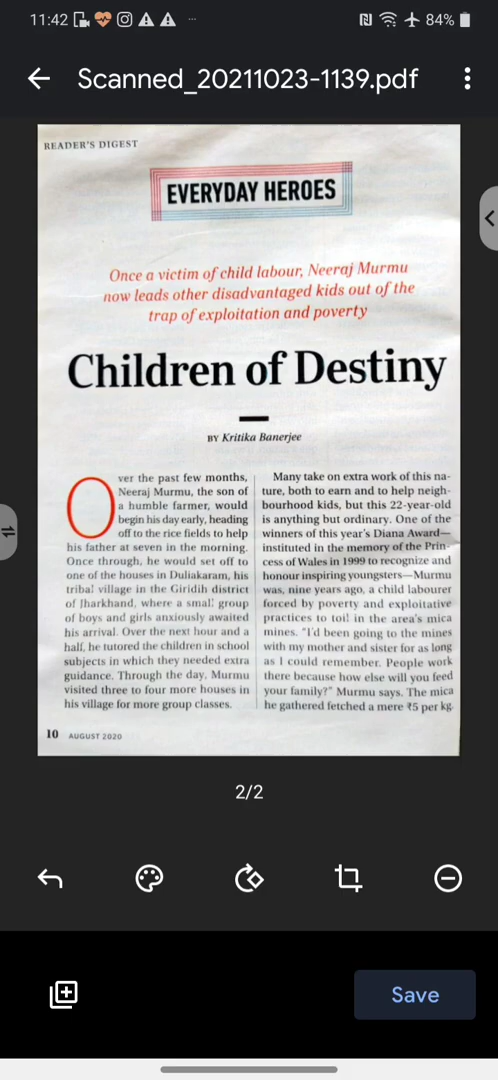 11:42
84%
Scanned_20211023-1139.pdf
READER'S DIGEST
EVERYDAY HEROES
Once a victim of child labour, Neeraj Murmu
now leads other disadvantaged kids out of the
trap of exploitation and poverty
Children of Destiny
BY Kritika Banerjee
Over the past few months,
Neeraj Murmu, the son of
a humble farmer, would
begin his day early, heading
off to the rice fields to help
his father at seven in the morning.
Once through, he would set off to
one of the houses in Duliakaram, his
tribal village in the Giridih district
of Jharkhand, where a small group
of boys and girls anxiously awaited
his arrival. Over the next hour and a
half, he tutored the children in school
subjects in which they needed extra
guidance. Through the day, Murmu
visited three to four more houses in
his village for more group classes.
Many take on extra work of this na-
ture, both to earn and to help neigh-
bourhood kids, but this 22-year-old
is anything but ordinary. One of the
winners of this year's Diana Award—
instituted in the memory of the Prin-
cess of Wales in 1999 to recognize and
honour inspiring youngsters—Murmu
was, nine years ago, a child labourer
forced by poverty and exploitative
practices to toil in the area's mica
mines. "I'd been going to the mines
with my mother and sister for as long
as I could remember. People work
there because how else will you feed
your family?" Murmu says. The mica
he gathered fetched a mere ₹5 per kg.
10 AUGUST 2020
2/2
Save